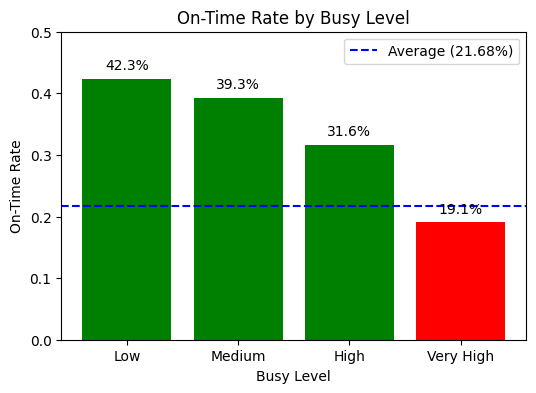 On-Time Rate by Busy Level
0.5
0.4
0.3
0.2
0.1
0.0
On-Time Rate
Average (21.68%)
42.3%
39.3%
31.6%
19.1%
Low
Medium
High
Very High
Busy Level